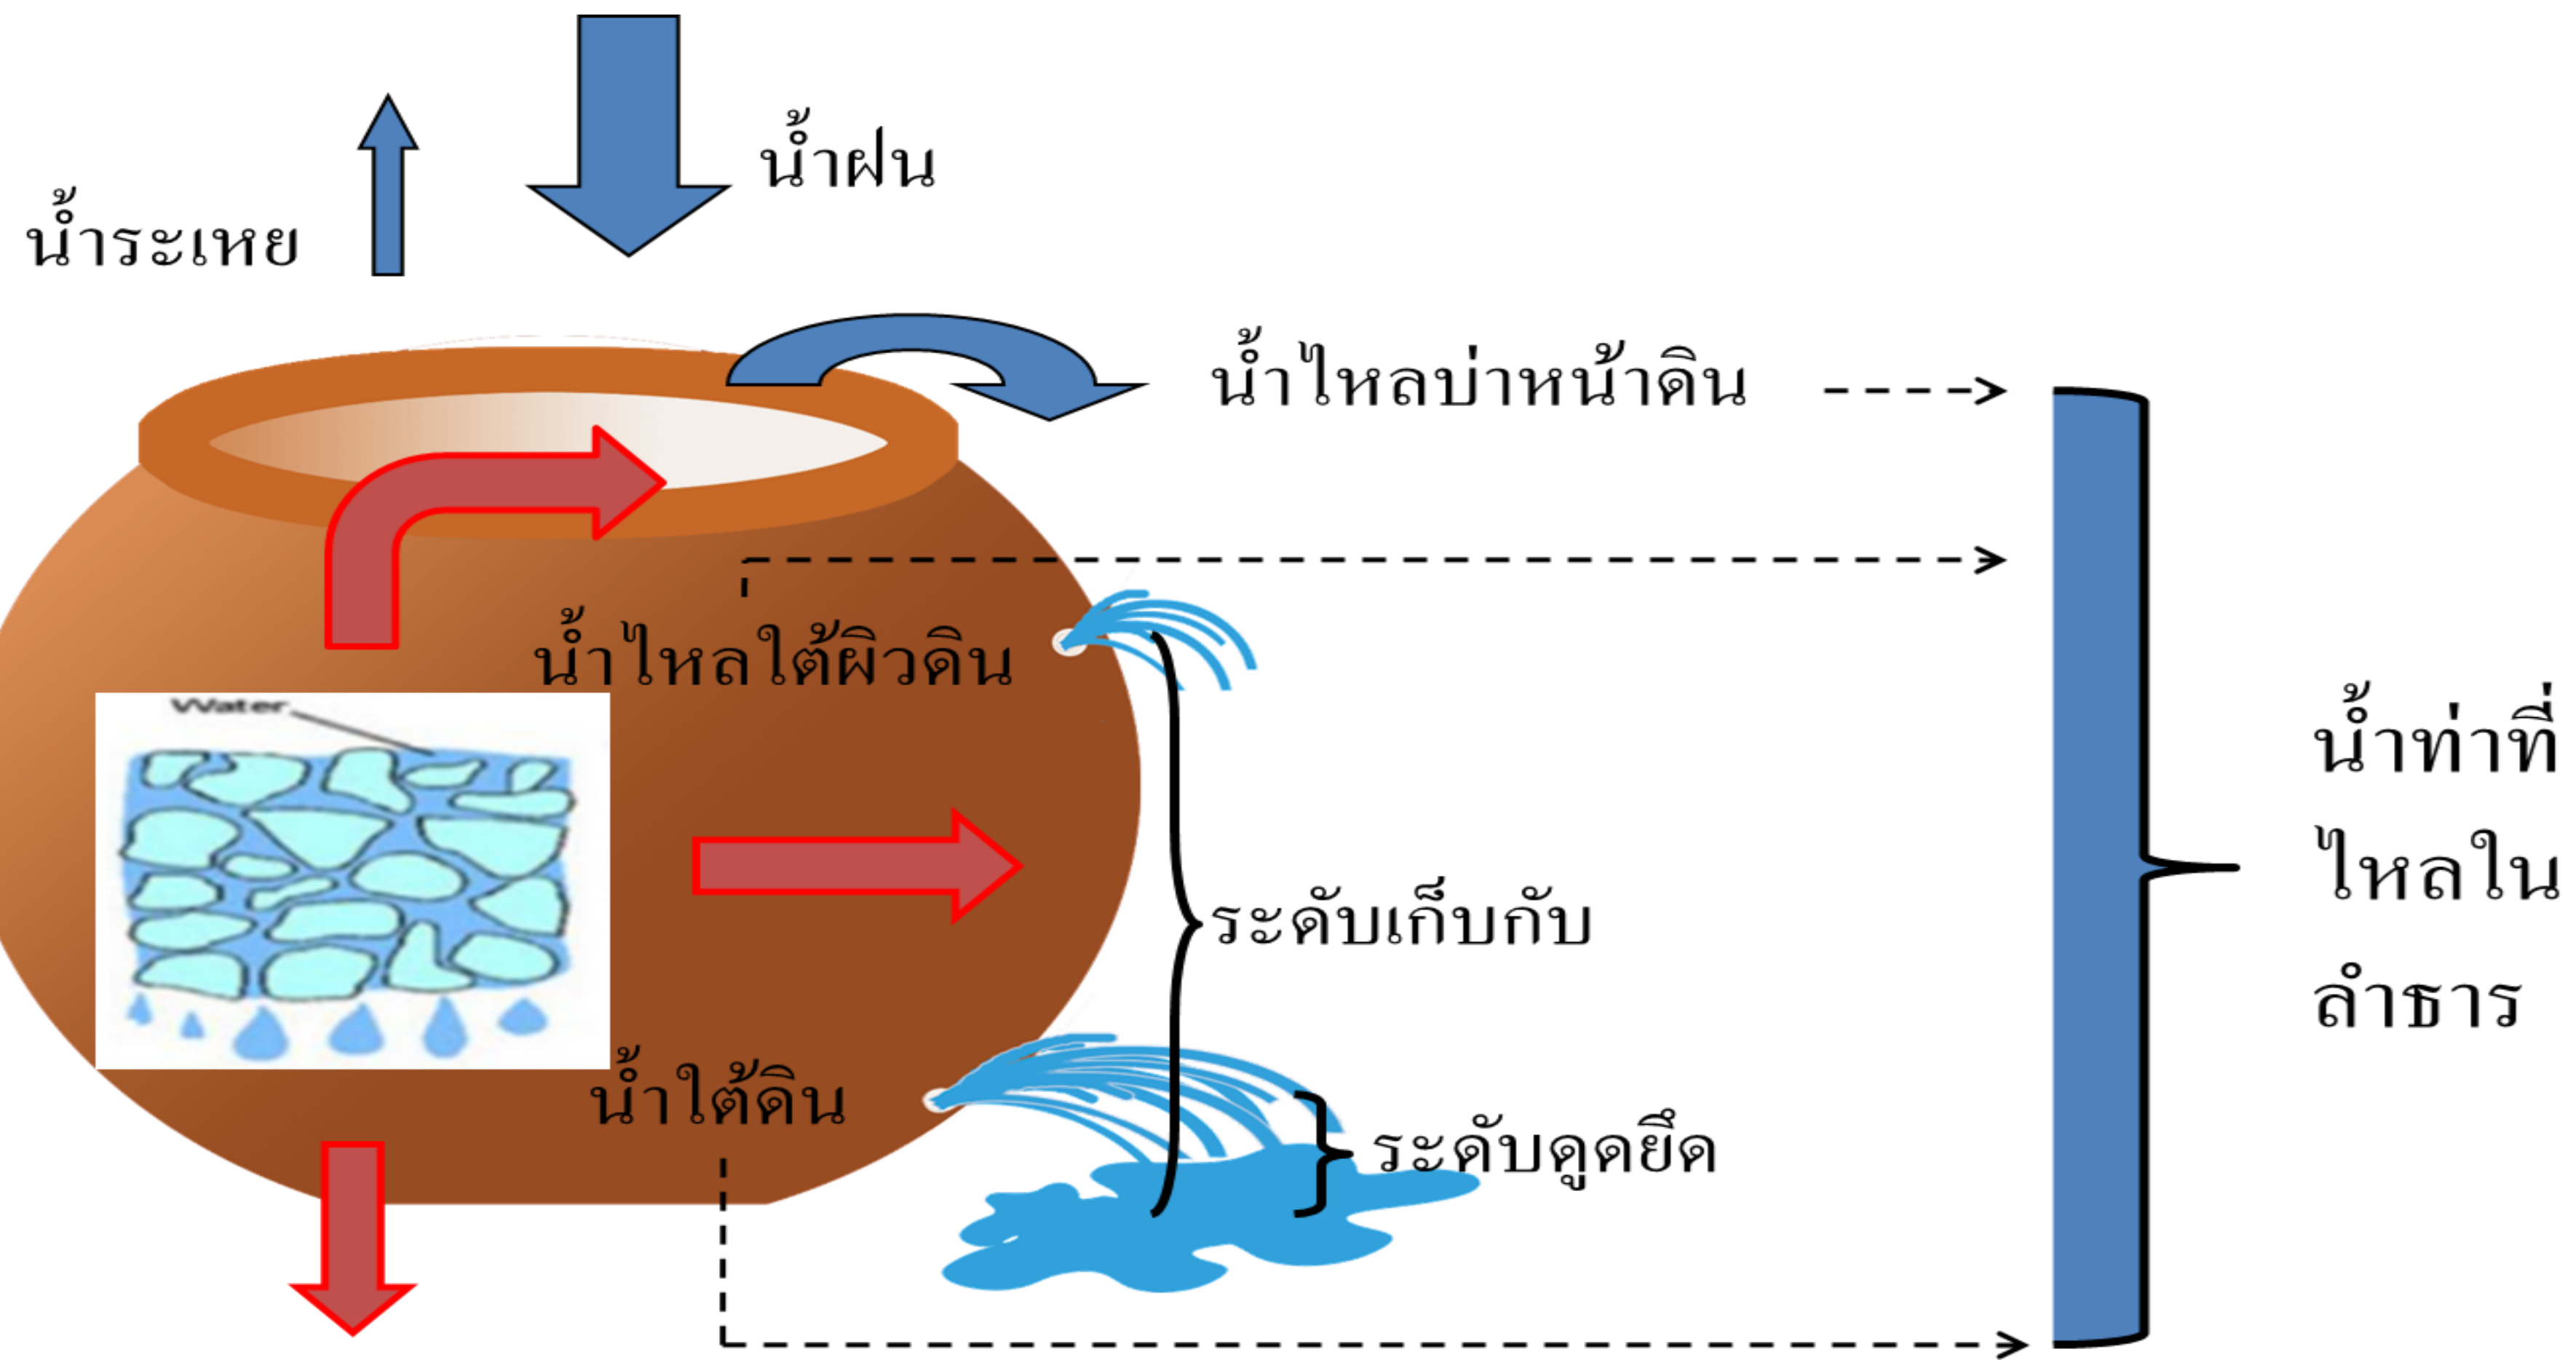 น้ำฝน
น้ำระเหย
น้ำไหลบ่าหน้าดิน
น้ำไหลใต้ผิวดิน
Water
น้ำท่าที่
ไหลใน
ลำธาร
ระดับเก็บกับ
น้ำใต้ดิน
ระดับดูดยึด